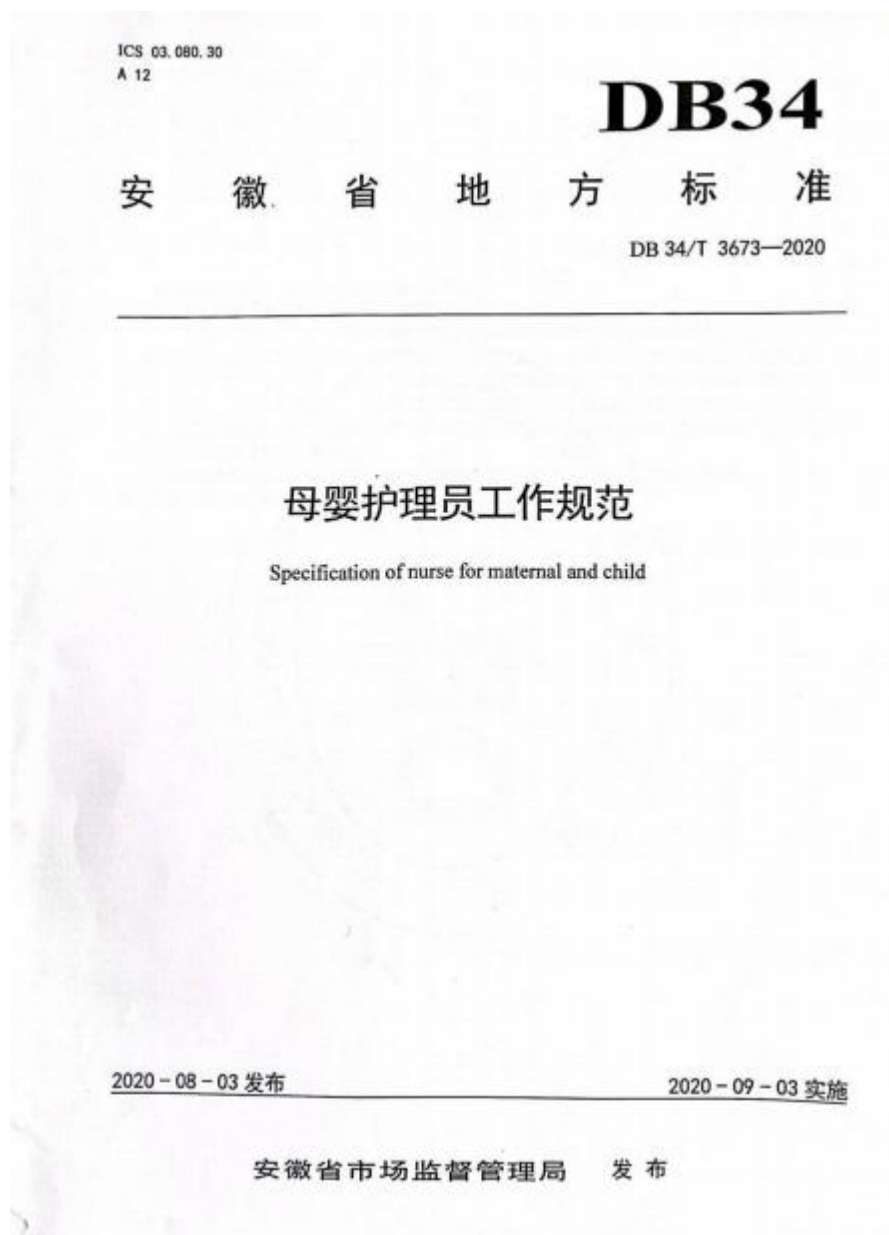 ICS 03.080.30
A 12
DB34
安徽省地方标准
DB 34/T 3673—2020
母婴护理员工作规范
Specification of nurse for maternal and child
2020-08-03 发布
2020-09-03 实施
安徽省市场监督管理局 发布